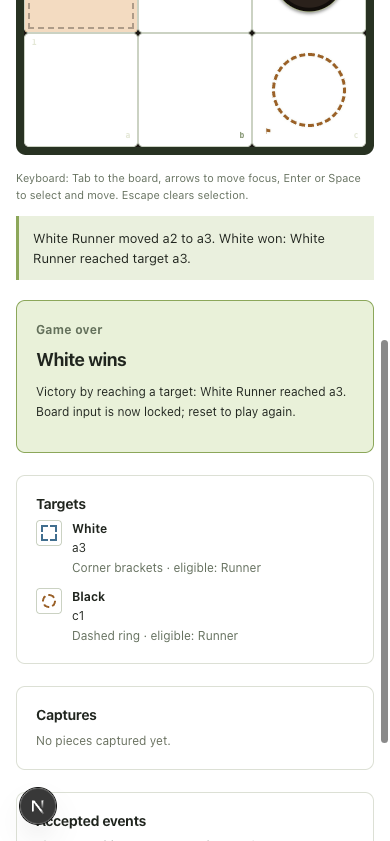 1
a
b
c
Keyboard: Tab to the board, arrows to move focus, Enter or Space
to select and move. Escape clears selection.
White Runner moved a2 to a3. White won: White
Runner reached target a3.
Game over
White wins
Victory by reaching a target: White Runner reached a3.
Board input is now locked; reset to play again.
Targets
White
a3
Corner brackets · eligible: Runner
Black
c1
Dashed ring · eligible: Runner
Captures
No pieces captured yet.
N
Accepted events